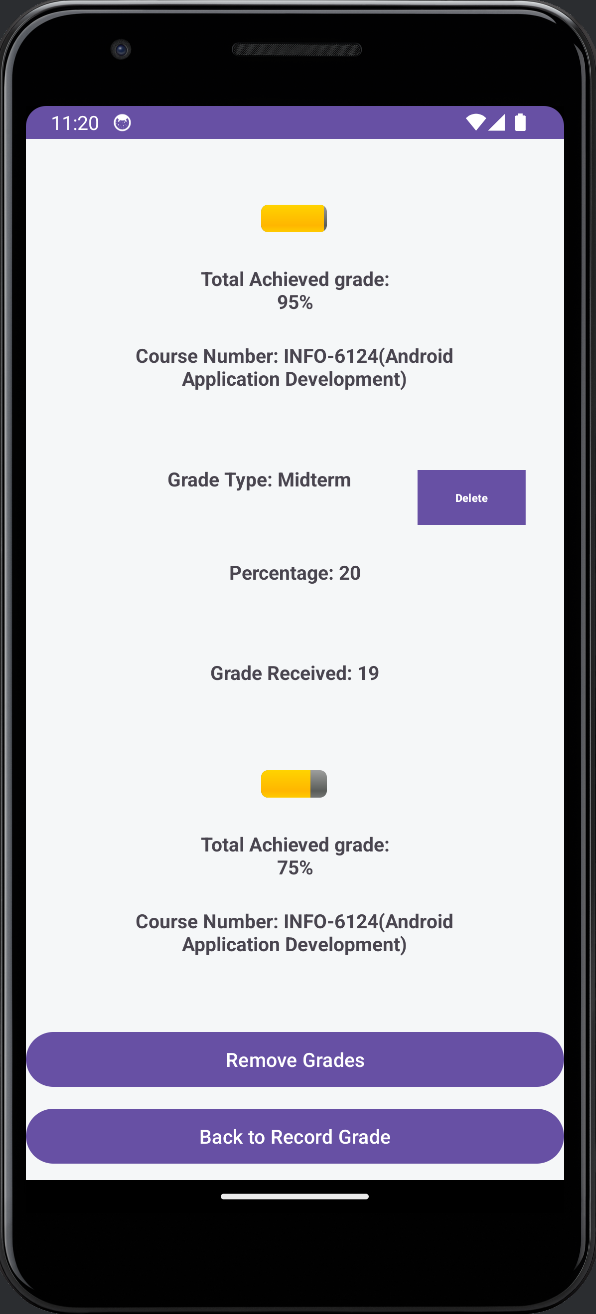 11:20
Total Achieved grade:
95%
Course Number: INFO-6124(Android
Application Development)
Grade Type: Midterm
Delete
Percentage: 20
Grade Received: 19
Total Achieved grade:
75%
Course Number: INFO-6124(Android
Application Development)
Remove Grades
Back to Record Grade